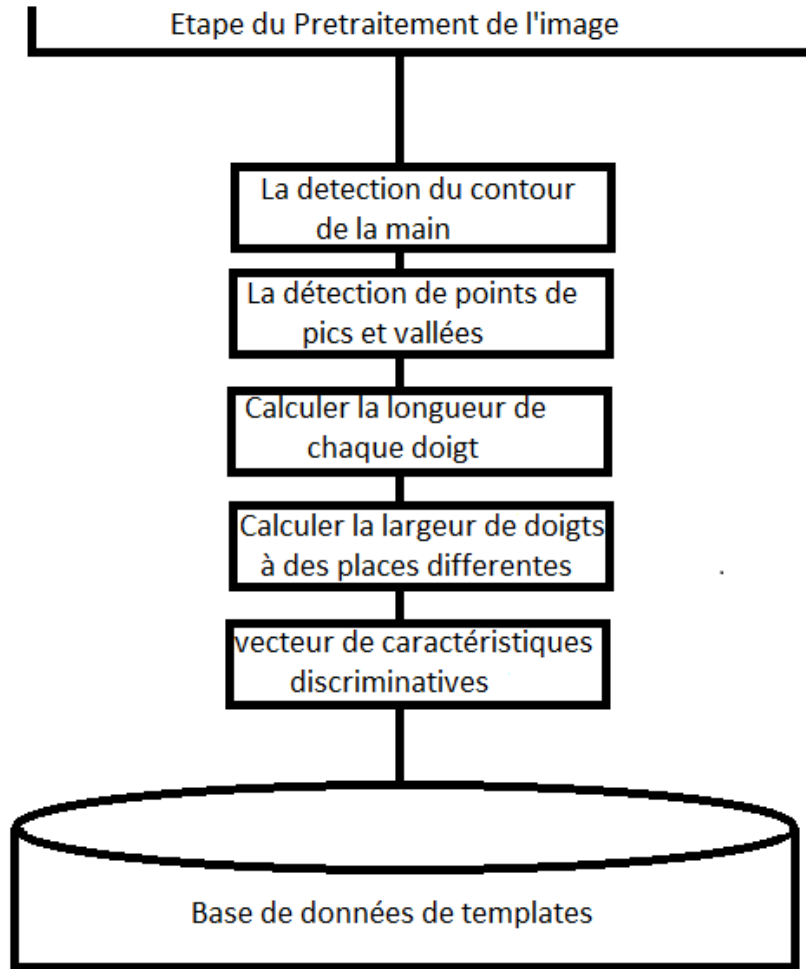 Etape du Pretraitement de l'image
La detection du contour
de la main
La détection de points de
pics et vallées
Calculer la longueur de
chaque doigt
Calculer la largeur de doigts
à des places differentes
vecteur de caractéristiques
discriminatives
Base de données de templates